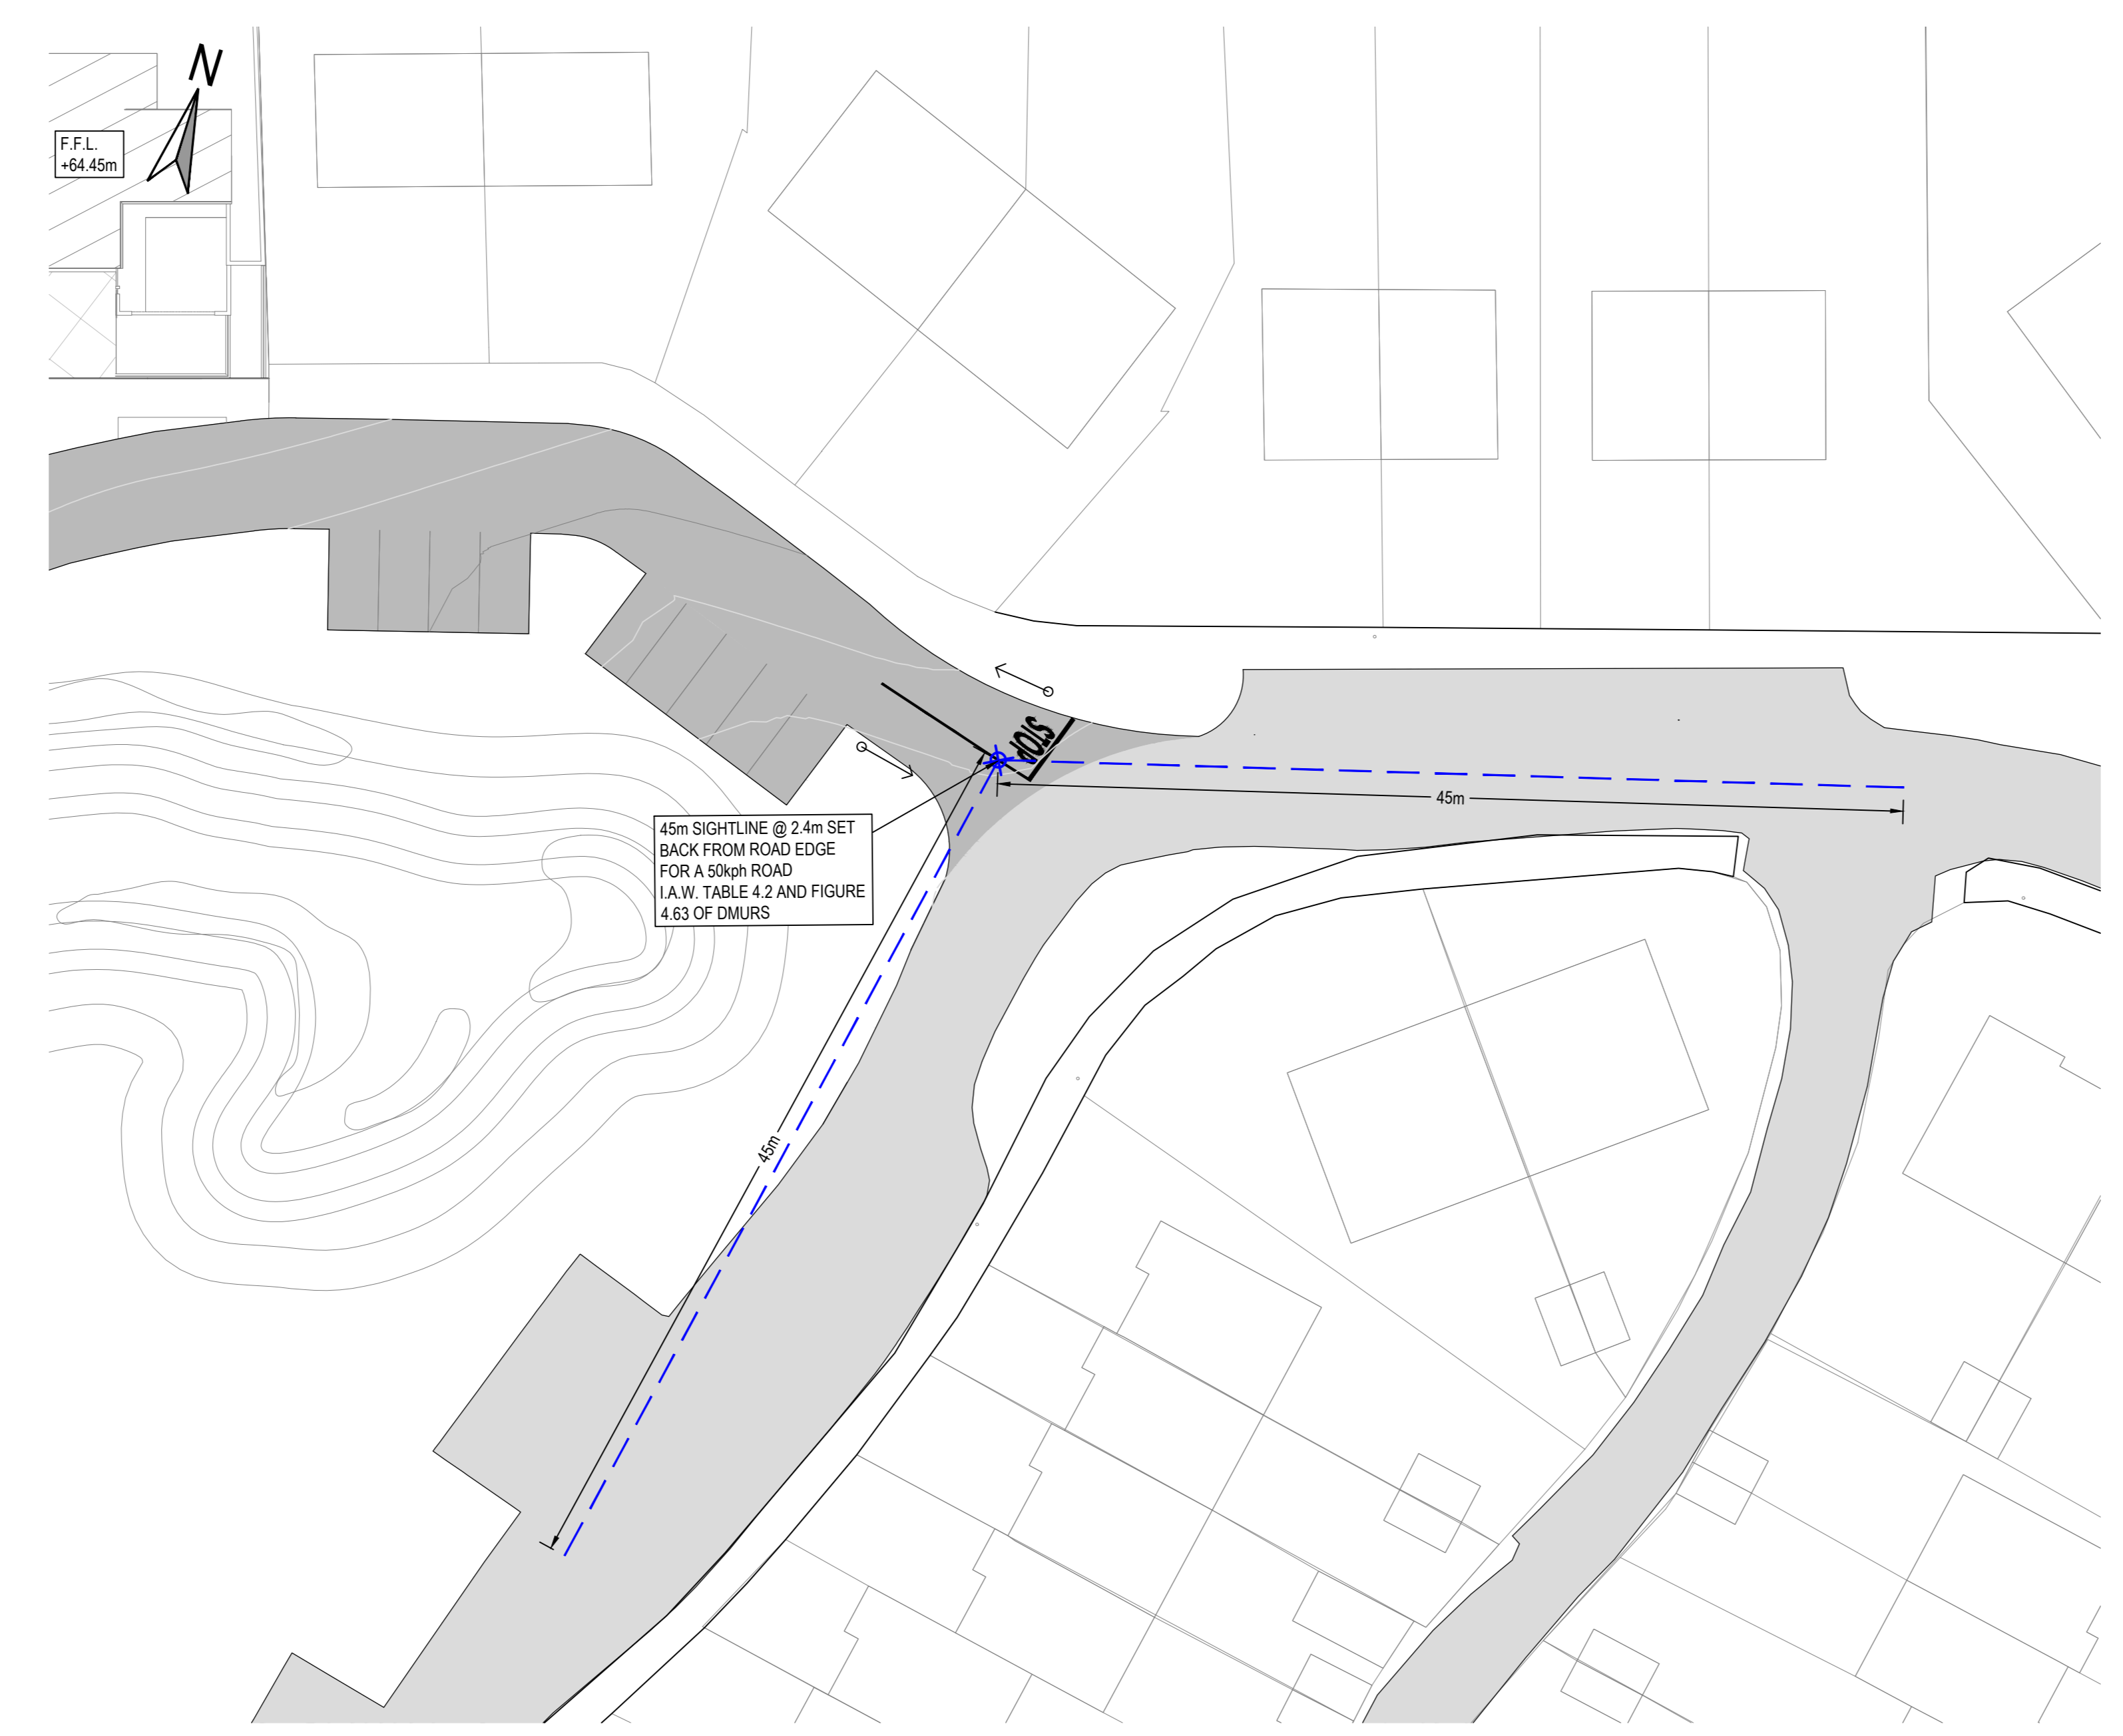 N
F.F.L.
+64.45m
STOP
45m
45m SIGHTLINE @ 2.4m SET
BACK FROM ROAD EDGE
FOR A 50kph ROAD
I.A.W. TABLE 4.2 AND FIGURE
4.63 OF DMURS
45m